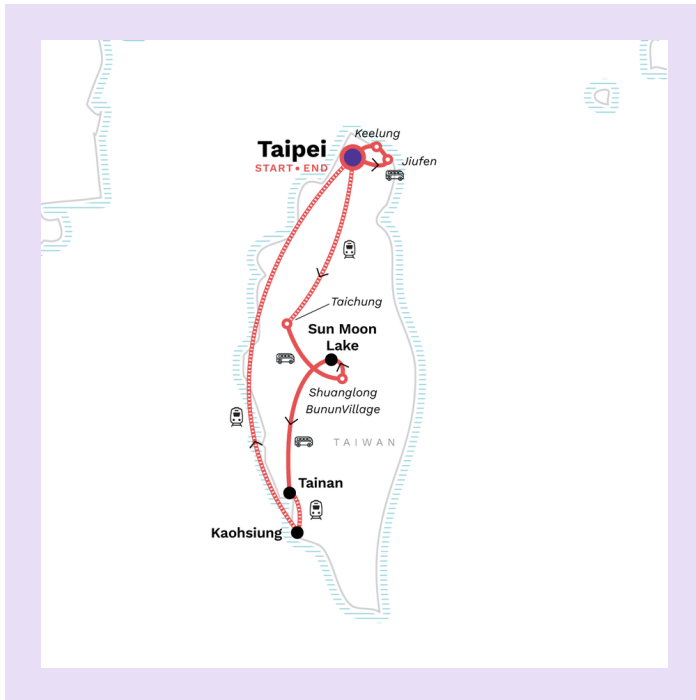 Keelung
Taipei
START • END
Jiufen
Taichung
Sun Moon
Lake
Shuanglong
BununVillage
TAIWAN
Tainan
Kaohsiung